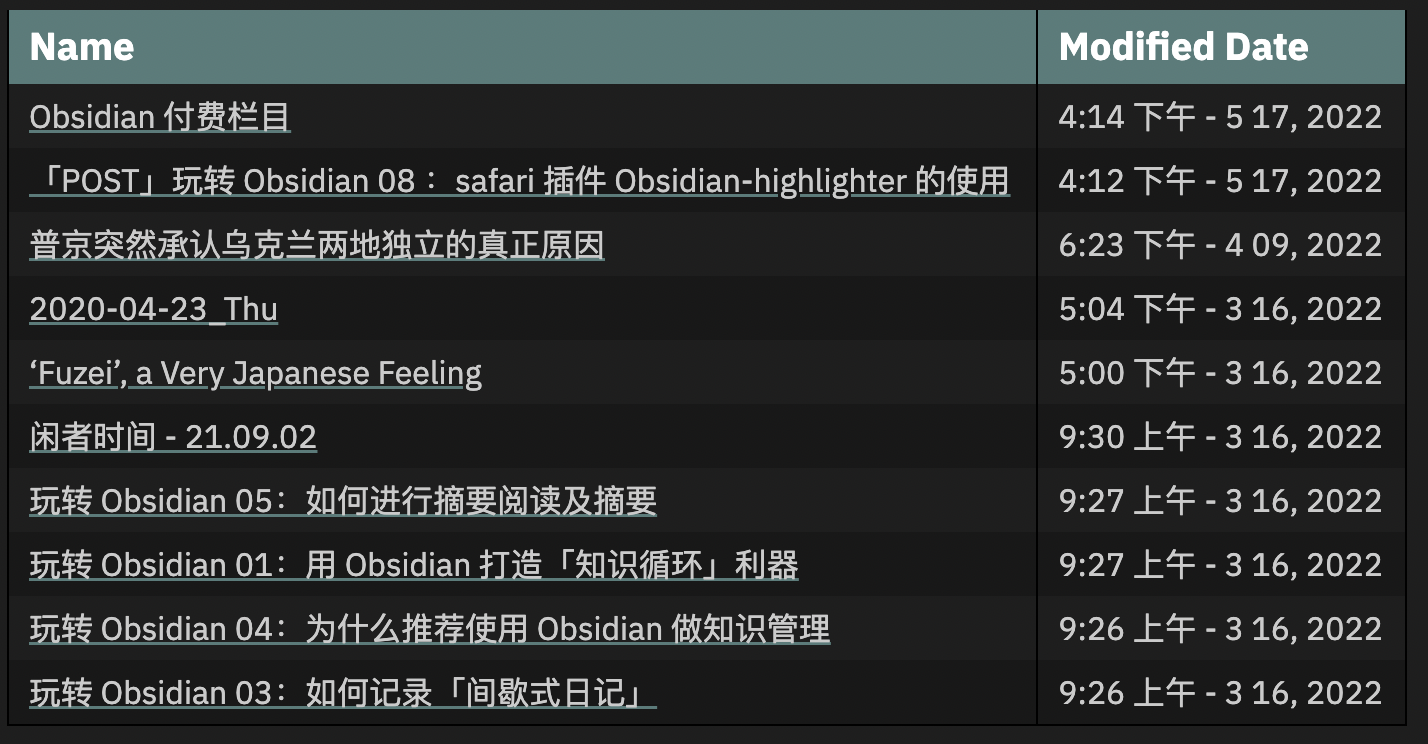 Name Modified Date
Obsidian 付费栏目 4:14 下午 - 5 17, 2022
「POST」玩转 Obsidian 08 ： safari 插件 Obsidian-highlighter 的使用 4:12 下午 - 5 17, 2022
普京突然承认乌克兰两地独立的真正原因 6:23 下午 - 4 09, 2022
2020-04-23_Thu 5:04 下午 - 3 16, 2022
‘Fuzei’, a Very Japanese Feeling 5:00 下午 - 3 16, 2022
闲者时间 - 21.09.02 9:30 上午 - 3 16, 2022
玩转 Obsidian 05：如何进行摘要阅读及摘要 9:27 上午 - 3 16, 2022
玩转 Obsidian 01：用 Obsidian 打造「知识循环」利器 9:27 上午 - 3 16, 2022
玩转 Obsidian 04：为什么推荐使用 Obsidian 做知识管理 9:26 上午 - 3 16, 2022
玩转 Obsidian 03：如何记录「间歇式日记」 9:26 上午 - 3 16, 2022